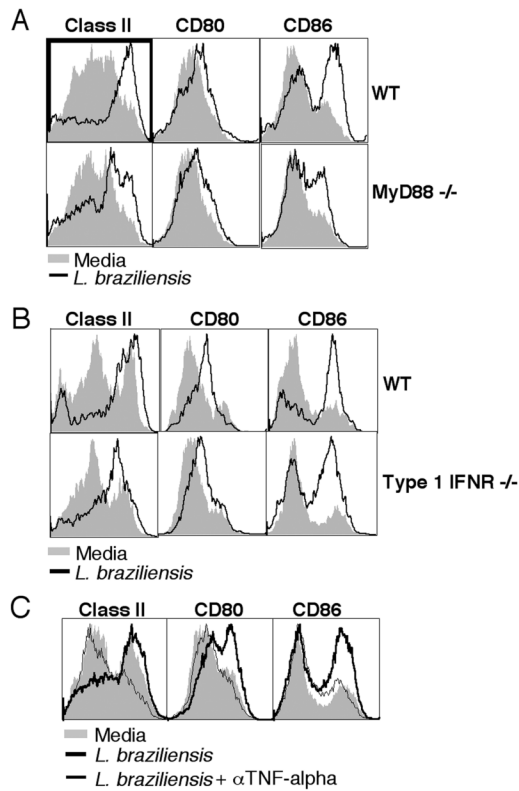 A
Class II CD80 CD86
WT
MyD88 -/-
Media
L. braziliensis
B
Class II CD80 CD86
WT
Type 1 IFNR -/-
Media
L. braziliensis
C
Class II CD80 CD86
Media
L. braziliensis
L. braziliensis + αTNF-alpha